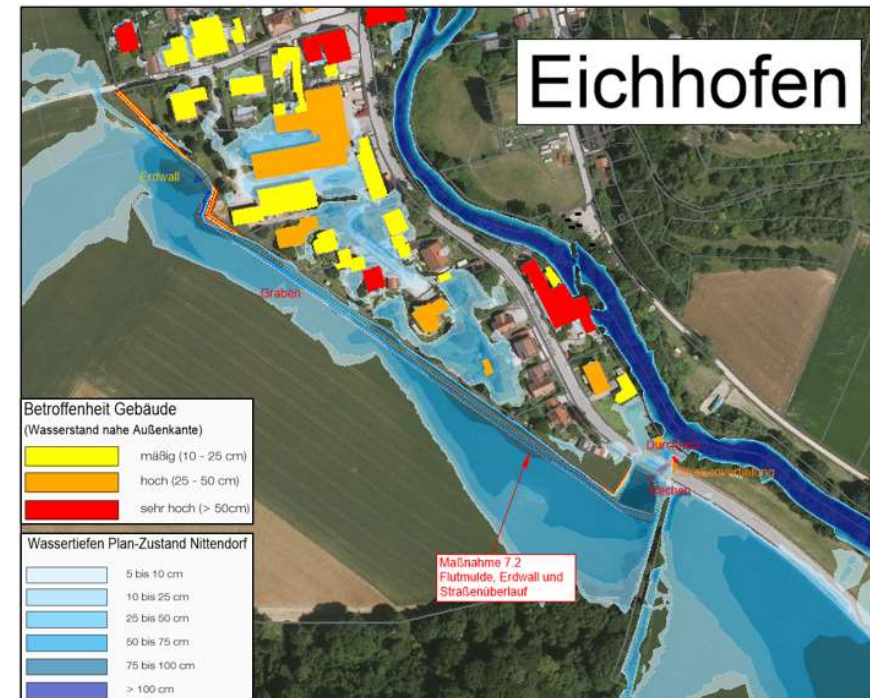 Eichhofen
Erdwall
Graben
Rechen
Maßnahme 7.2
Flutmulde, Erdwall und
Straßenüberlauf
Betroffenheit Gebäude
(Wasserstand nahe Außenkante)
mäßig (10 - 25 cm)
hoch (25 - 50 cm)
sehr hoch (> 50cm)
Wassertiefen Plan-Zustand Nittendorf
5 bis 10 cm
10 bis 25 cm
25 bis 50 cm
50 bis 75 cm
75 bis 100 cm
> 100 cm